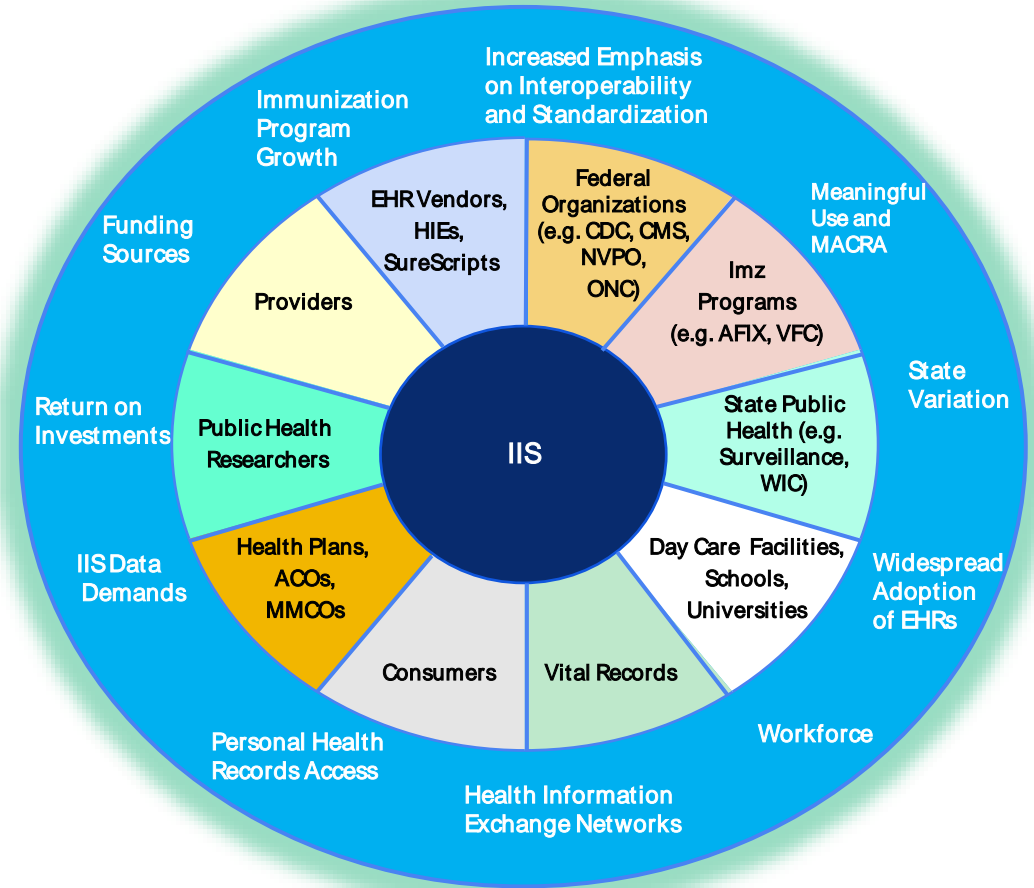 Increased Emphasis
on Interoperability
and Standardization
Immunization
Program
Growth
Meaningful
Use and
MACRA
Funding
Sources
State
Variation
Return on
Investments
Widespread
Adoption
of EHRs
IIS Data
Demands
Workforce
Personal Health
Records Access
Health Information
Exchange Networks
EHR Vendors,
HIEs,
SureScripts
Federal
Organizations
(e.g. CDC, CMS,
NVPO,
ONC)
Imz
Programs
(e.g. AFIX, VFC)
Providers
State Public
Health (e.g.
Surveillance,
WIC)
Public Health
Researchers
IIS
Day Care Facilities,
Schools,
Universities
Health Plans,
ACOs,
MMCOs
Consumers
Vital Records